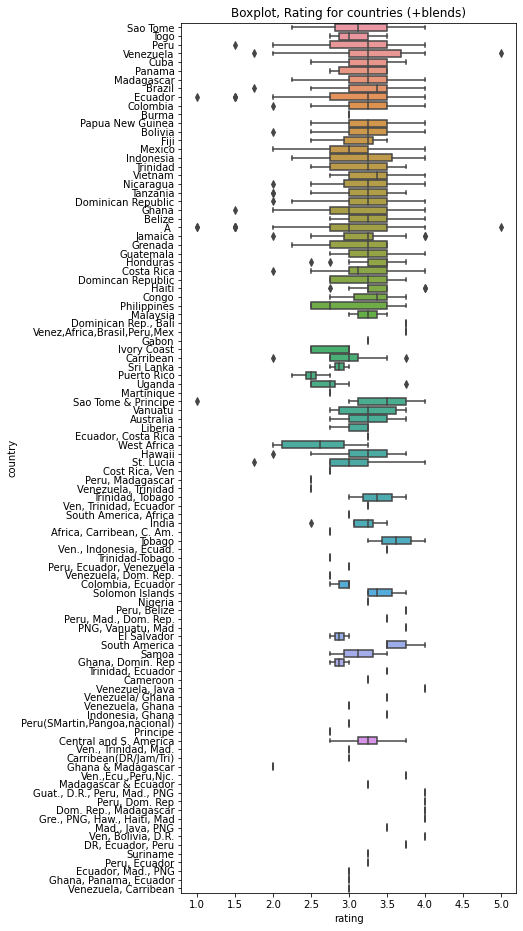 Boxplot, Rating for countries (+blends)
Sao Tome
Togo
Peru
Venezuela
Cuba
Panama
Madagascar
Brazil
Ecuador
Colombia
Burma
Papua New Guinea
Bolivia
Fiji
Mexico
Indonesia
Trinidad
Vietnam
Nicaragua
Tanzania
Dominican Republic
Ghana
Belize
A
Jamaica
Grenada
Guatemala
Honduras
Costa Rica
Domincan Republic
Haiti
Congo
Philippines
Malaysia
Dominican Rep., Bali
Venez,Africa,Brasil,Peru,Mex
Gabon
Ivory Coast
Carribean
Sri Lanka
Puerto Rico
Uganda
Martinique
Sao Tome & Principe
Vanuatu
Australia
Liberia
Ecuador, Costa Rica
West Africa
Hawaii
St. Lucia
Cost Rica, Ven
Peru, Madagascar
Venezuela, Trinidad
Trinidad, Tobago
Ven, Trinidad, Ecuador
South America, Africa
India
Africa, Carribean, C. Am.
Tobago
Ven., Indonesia, Ecuad.
Trinidad-Tobago
Peru, Ecuador, Venezuela
Venezuela, Dom. Rep.
Colombia, Ecuador
Solomon Islands
Nigeria
Peru, Belize
Peru, Mad., Dom. Rep.
PNG, Vanuatu, Mad
El Salvador
South America
Samoa
Ghana, Domin. Rep
Trinidad, Ecuador
Cameroon
Venezuela, Java
Venezuela/ Ghana
Venezuela, Ghana
Indonesia, Ghana
Peru(SMartin,Pangoa,nacional)
Principe
Central and S. America
Ven., Trinidad, Mad.
Carribean(DR/Jam/Tri)
Ghana & Madagascar
Ven.,Ecu.,Peru,Nic.
Madagascar & Ecuador
Guat., D.R., Peru, Mad., PNG
Peru, Dom. Rep
Dom. Rep., Madagascar
Gre., PNG, Haw., Haiti, Mad
Mad., Java, PNG
Ven, Bolivia, D.R.
DR, Ecuador, Peru
Suriname
Peru, Ecuador
Ecuador, Mad., PNG
Ghana, Panama, Ecuador
Venezuela, Carribean
country
1.0 1.5 2.0 2.5 3.0 3.5 4.0 4.5 5.0
rating